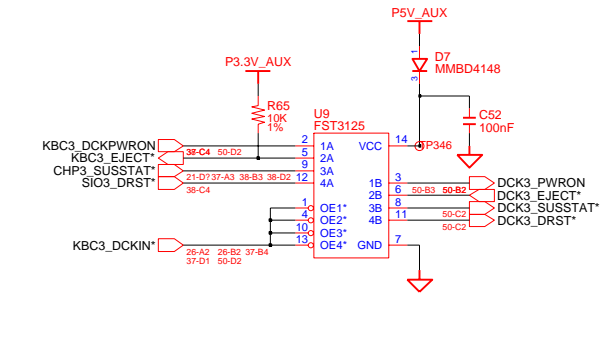 P5V_AUX
1
D7
MMBD4148
3
P3.3V_AUX
R65
10K
1%
C52
100nF
U9
FST3125
KBC3_DCKPWRON 2 1A VCC 14 TP346
37-C4 50-D2
KBC3_EJECT* 5 2A
CHP3_SUSSTAT* 9 3A
21-D7 37-A3 38-B3 38-D2
SIO3_DRST* 12 4A 1B 3 DCK3_PWRON
38-C4
2B 6 50-B3 50-B2 DCK3_EJECT*
1 OE1* 3B 8 DCK3_SUSSTAT*
50-C2
4 OE2* 4B 11 DCK3_DRST*
50-C2
10 OE3*
KBC3_DCKIN* 13 OE4* GND 7
26-A2 26-B2 37-B4
37-D1 50-D2